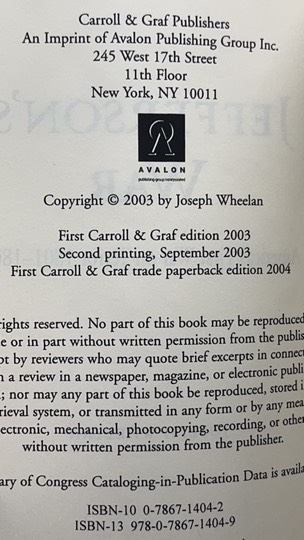 Carroll & Graf Publishers
An Imprint of Avalon Publishing Group Inc.
245 West 17th Street
11th Floor
New York, NY 10011
AVALON
publishing group incorporated
Copyright © 2003 by Joseph Wheelan
First Carroll & Graf edition 2003
Second printing, September 2003
First Carroll & Graf trade paperback edition 2004
rights reserved. No part of this book may be reproduced
e or in part without written permission from the publis
pt by reviewers who may quote brief excerpts in connect
n a review in a newspaper, magazine, or electronic publi
; nor may any part of this book be reproduced, stored i
rieval system, or transmitted in any form or by any mea
ectronic, mechanical, photocopying, recording, or other
without written permission from the publisher.
ary of Congress Cataloging-in-Publication Data is availa
ISBN-10 0-7867-1404-2
ISBN-13 978-0-7867-1404-9